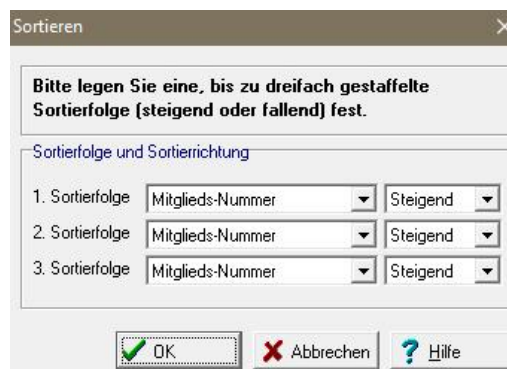 Sortieren
Bitte legen Sie eine, bis zu dreifach gestaffelte
Sortierfolge (steigend oder fallend) fest.
Sortierfolge und Sortierrichtung
1. Sortierfolge Mitglieds-Nummer Steigend
2. Sortierfolge Mitglieds-Nummer Steigend
3. Sortierfolge Mitglieds-Nummer Steigend
OK Abbrechen Hilfe